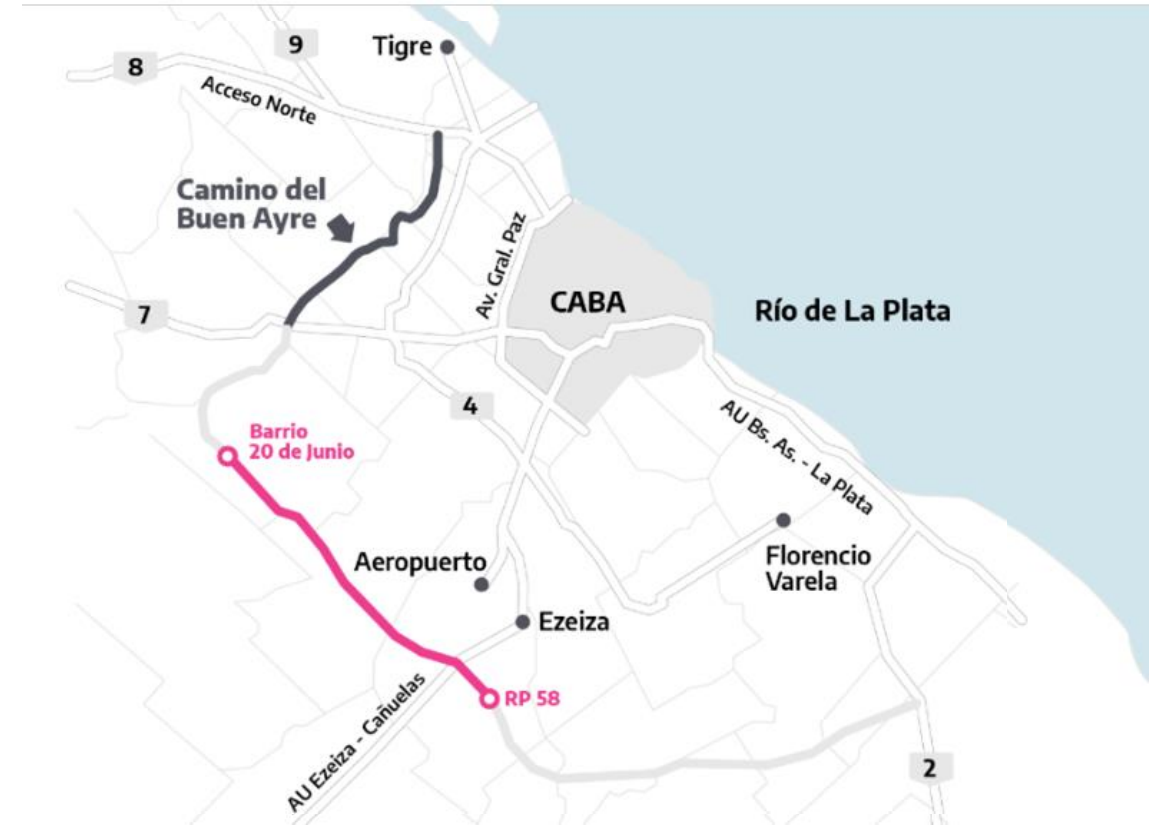 9
Tigre
8
Acceso Norte
Camino del
Buen Ayre
Av. Gral. Paz
CABA
Río de La Plata
7
4
AU Bs. As. - La Plata
Barrio
20 de Junio
Aeropuerto
Florencio
Varela
Ezeiza
RP 58
AU Ezeiza - Cañuelas
2